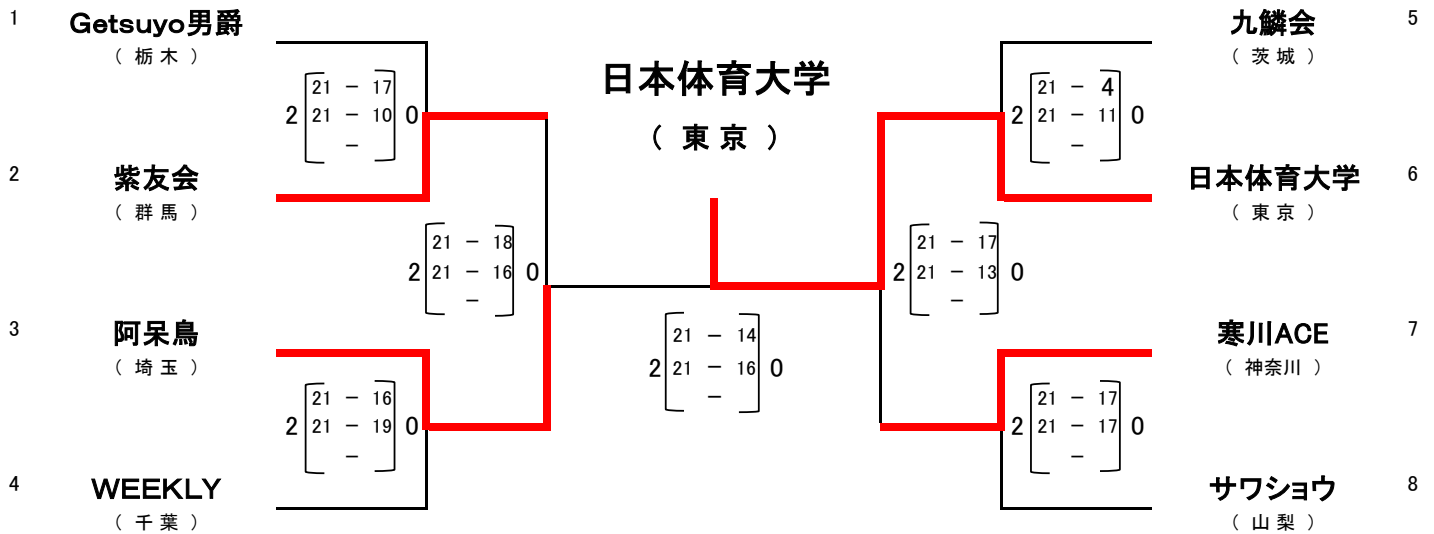 1 Getsuyo男爵
（ 栃 木 ）
21 － 17
2 21 － 10 0
－
2 紫友会
（ 群 馬 ）
21 － 18
2 21 － 16 0
－
3 阿呆鳥
（ 埼 玉 ）
21 － 16
2 21 － 19 0
－
4 WEEKLY
（ 千 葉 ）
日本体育大学
（ 東 京 ）
21 － 14
2 21 － 16 0
－
九鱗会 5
（ 茨 城 ）
21 － 4
2 21 － 11 0
－
日本体育大学 6
（ 東 京 ）
21 － 17
2 21 － 13 0
－
寒川ACE 7
（ 神奈川 ）
21 － 17
2 21 － 17 0
－
サワショウ 8
（ 山 梨 ）